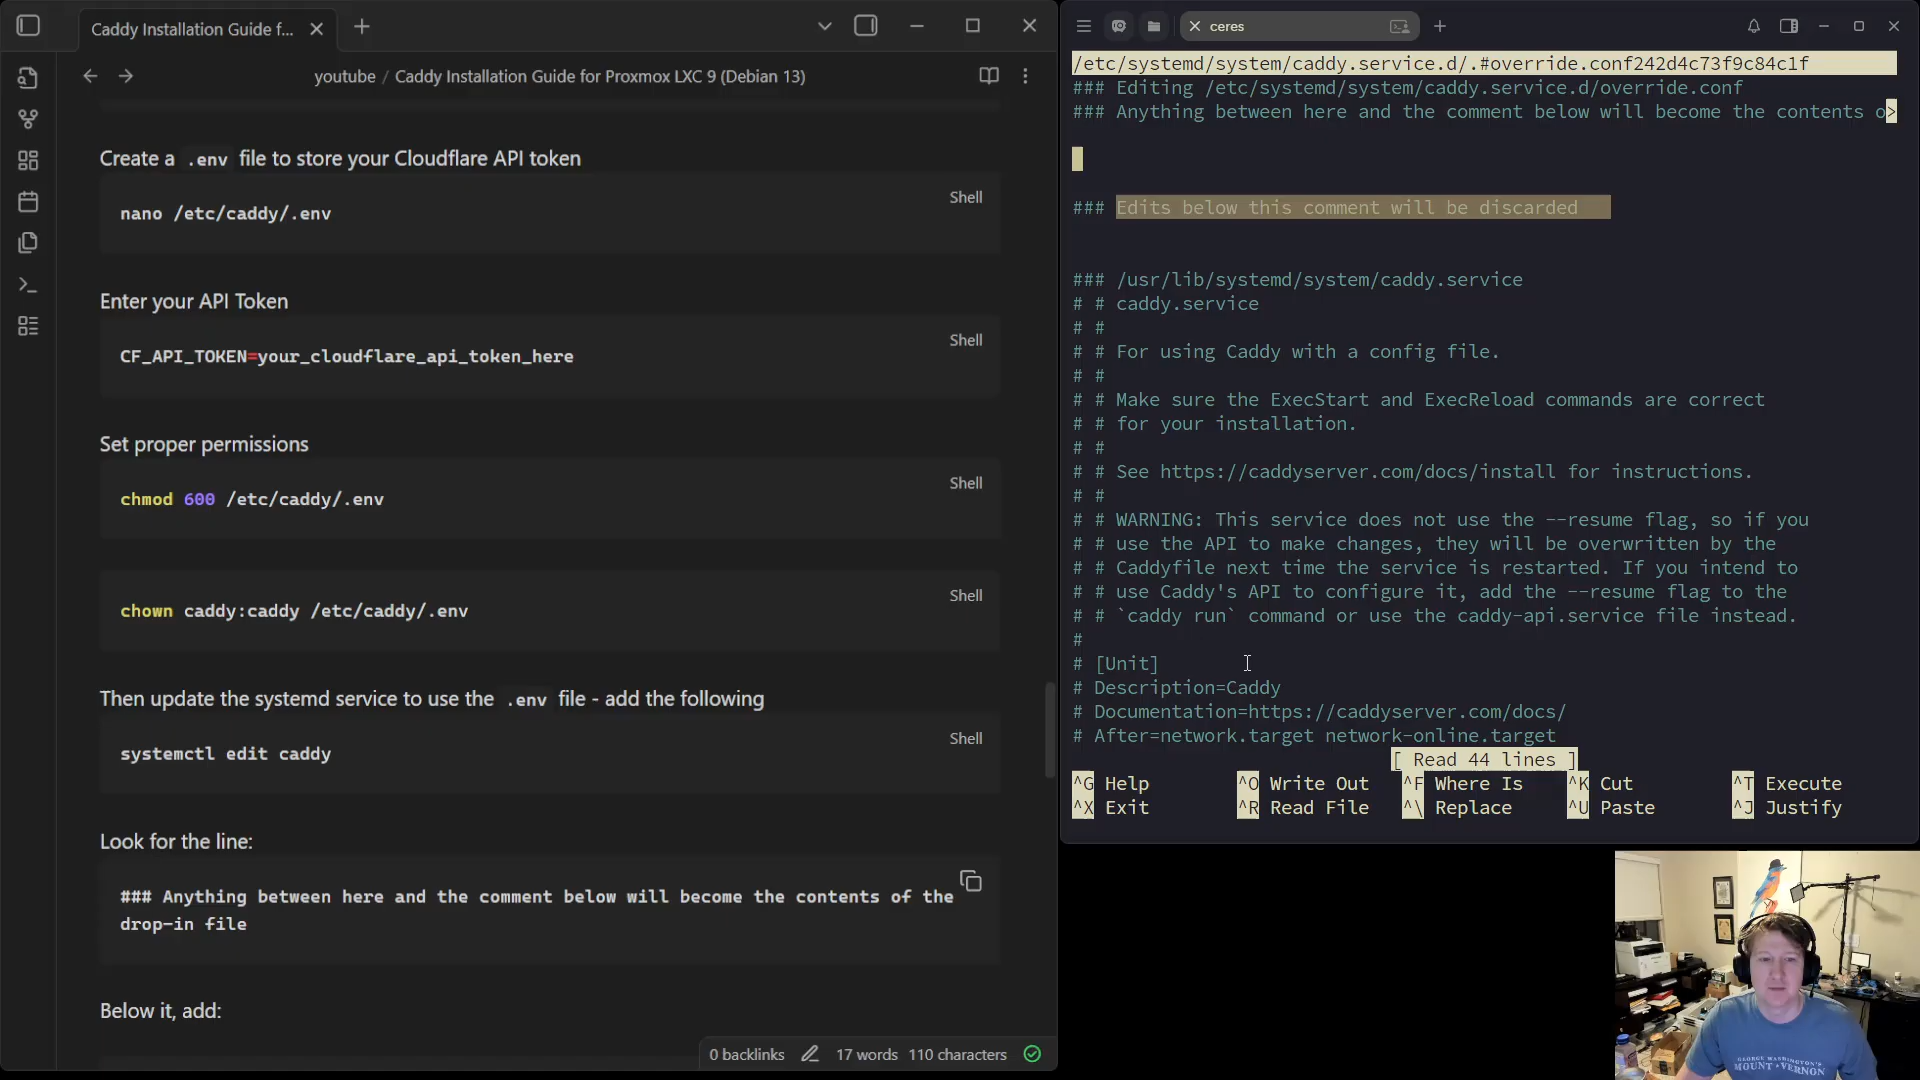 Caddy Installation Guide f...
youtube / Caddy Installation Guide for Proxmox LXC 9 (Debian 13)
Create a .env file to store your Cloudflare API token
Shell
nano /etc/caddy/.env
Enter your API Token
Shell
CF_API_TOKEN=your_cloudflare_api_token_here
Set proper permissions
Shell
chmod 600 /etc/caddy/.env
Shell
chown caddy:caddy /etc/caddy/.env
Then update the systemd service to use the .env file - add the following
Shell
systemctl edit caddy
Look for the line:
### Anything between here and the comment below will become the contents of the
drop-in file
Below it, add:
0 backlinks 17 words 110 characters
ceres
/etc/systemd/system/caddy.service.d/.#override.conf242d4c73f9c84c1f
### Editing /etc/systemd/system/caddy.service.d/override.conf
### Anything between here and the comment below will become the contents o>
### Edits below this comment will be discarded
### /usr/lib/systemd/system/caddy.service
# # caddy.service
# #
# # For using Caddy with a config file.
# #
# # Make sure the ExecStart and ExecReload commands are correct
# # for your installation.
# #
# # See https://caddyserver.com/docs/install for instructions.
# #
# # WARNING: This service does not use the --resume flag, so if you
# # use the API to make changes, they will be overwritten by the
# # Caddyfile next time the service is restarted. If you intend to
# # use Caddy's API to configure it, add the --resume flag to the
# # `caddy run` command or use the caddy-api.service file instead.
#
# [Unit]
# Description=Caddy
# Documentation=https://caddyserver.com/docs/
# After=network.target network-online.target
[ Read 44 lines ]
^G Help ^O Write Out ^F Where Is ^K Cut ^T Execute
^X Exit ^R Read File ^\ Replace ^U Paste ^J Justify
GEORGE WASHINGTON'S
MOUNT * VERNON